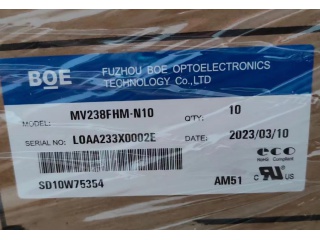 BOE
FUZHOU BOE OPTOELECTRONICS
TECHNOLOGY Co.,LTD
MODEL: MV238FHM-N10 Q'TY: 10
SERIAL NO: L0AA233X0002E DATE: 2023/03/10
eco
RoHS Compliant
SD10W75354 AM51 c RU US